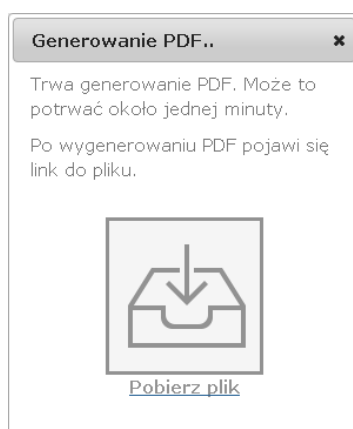 Generowanie PDF..
Trwa generowanie PDF. Może to
potrwać około jednej minuty.
Po wygenerowaniu PDF pojawi się
link do pliku.
Pobierz plik